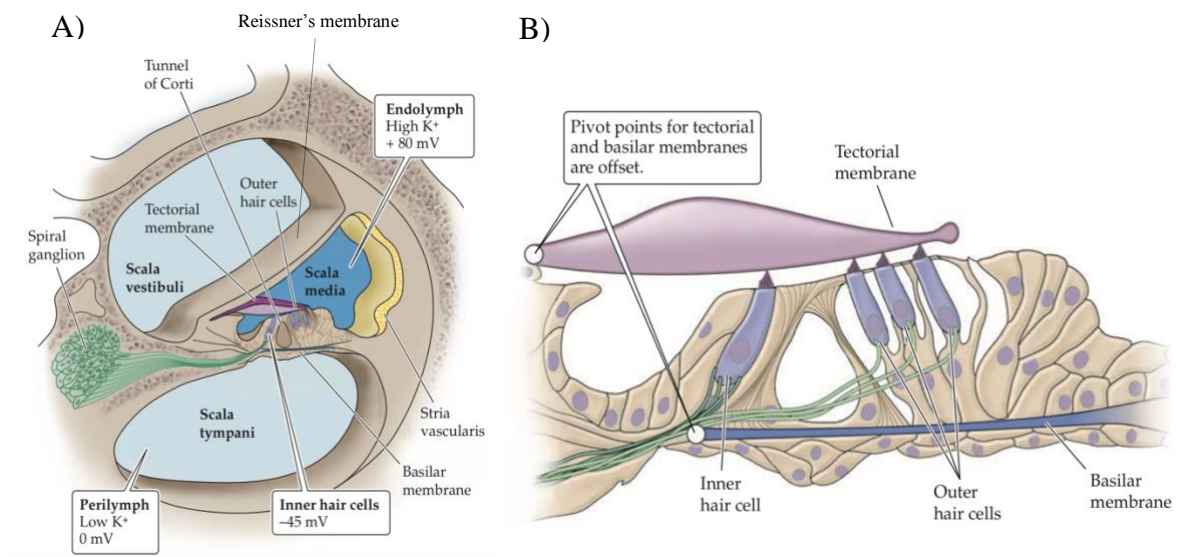 A)
Reissner's membrane
Tunnel
of Corti
Endolymph
High K⁺
+ 80 mV
Outer
hair cells
Tectorial
membrane
Spiral
ganglion
Scala
vestibuli
Scala
media
Scala
tympani
Stria
vascularis
Basilar
membrane
Perilymph
Low K⁺
0 mV
Inner hair cells
–45 mV
B)
Pivot points for tectorial
and basilar membranes
are offset.
Tectorial
membrane
Inner
hair cell
Outer
hair cells
Basilar
membrane